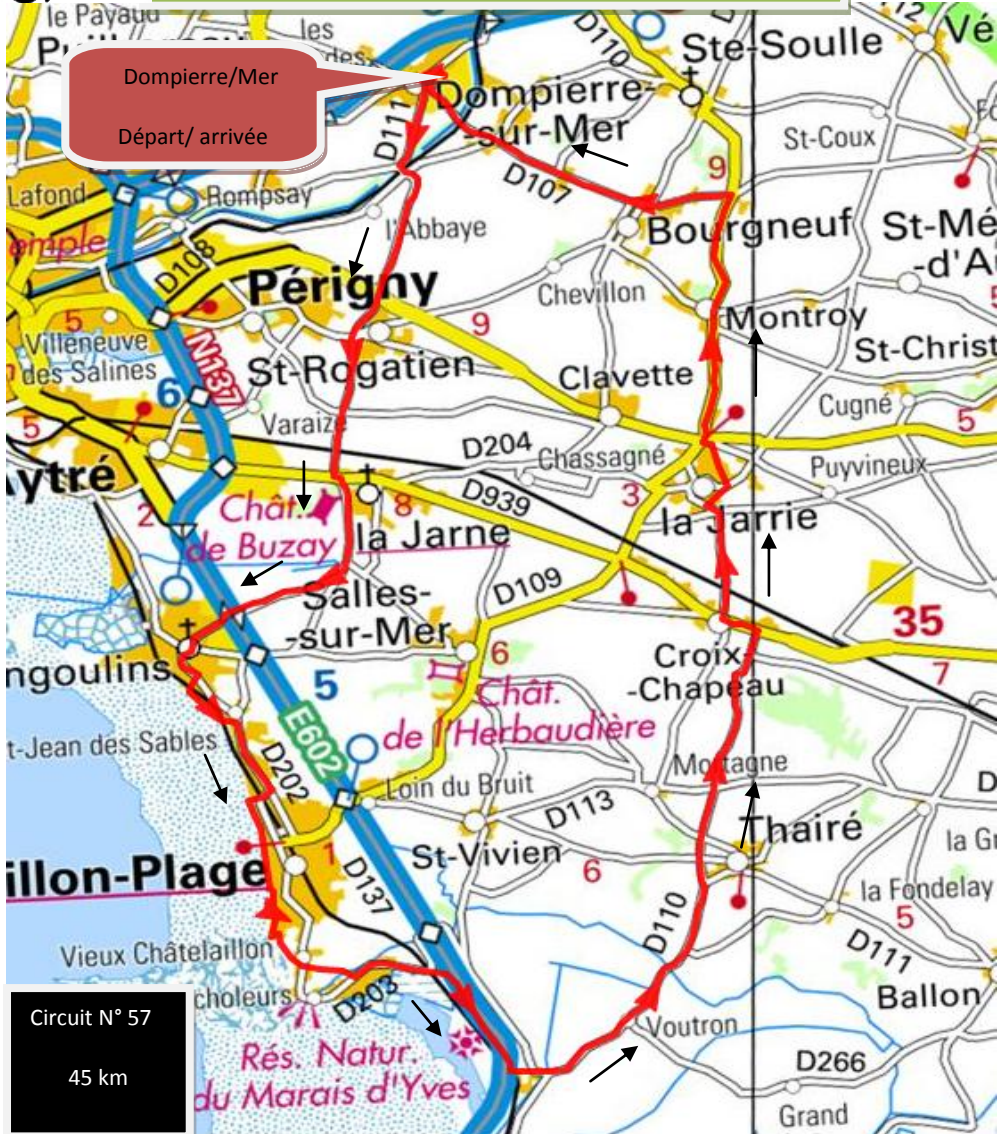 le Payaud
les
Ste-Soulle
D110
Dompierre/Mer
Départ/ arrivée
Dompierre-
-sur-Mer
D111
St-Coux
9
D107
Lafond
Rompsay
l'Abbaye
Bourgneuf
St-Mé
-d'A
D108
Périgny
Chevillon
Montroy
5
9
5
Villeneuve
des Salines
N137
St-Rogatien
Clavette
St-Christ
6
Cugné
5
Varaize
5
D204
Chassagné
Puyvineux
Aytré
D939
3
2
Chât.
de Buzay
8
la Jarne
la Jarrie
Salles-
-sur-Mer
D109
35
ngoulins
6
Croix-
-Chapeau
7
5
Chât.
de l'Herbaudière
E602
t-Jean des Sables
D202
Mortagne
Loin du Bruit
D113
Thairé
la Gr
1
St-Vivien
6
illon-Plage
D137
la Fondelay
5
D110
D111
Vieux Châtelaillon
Ballon
choleurs
D203
Circuit N° 57
45 km
Voutron
Rés. Natur.
du Marais d'Yves
D266
Grand